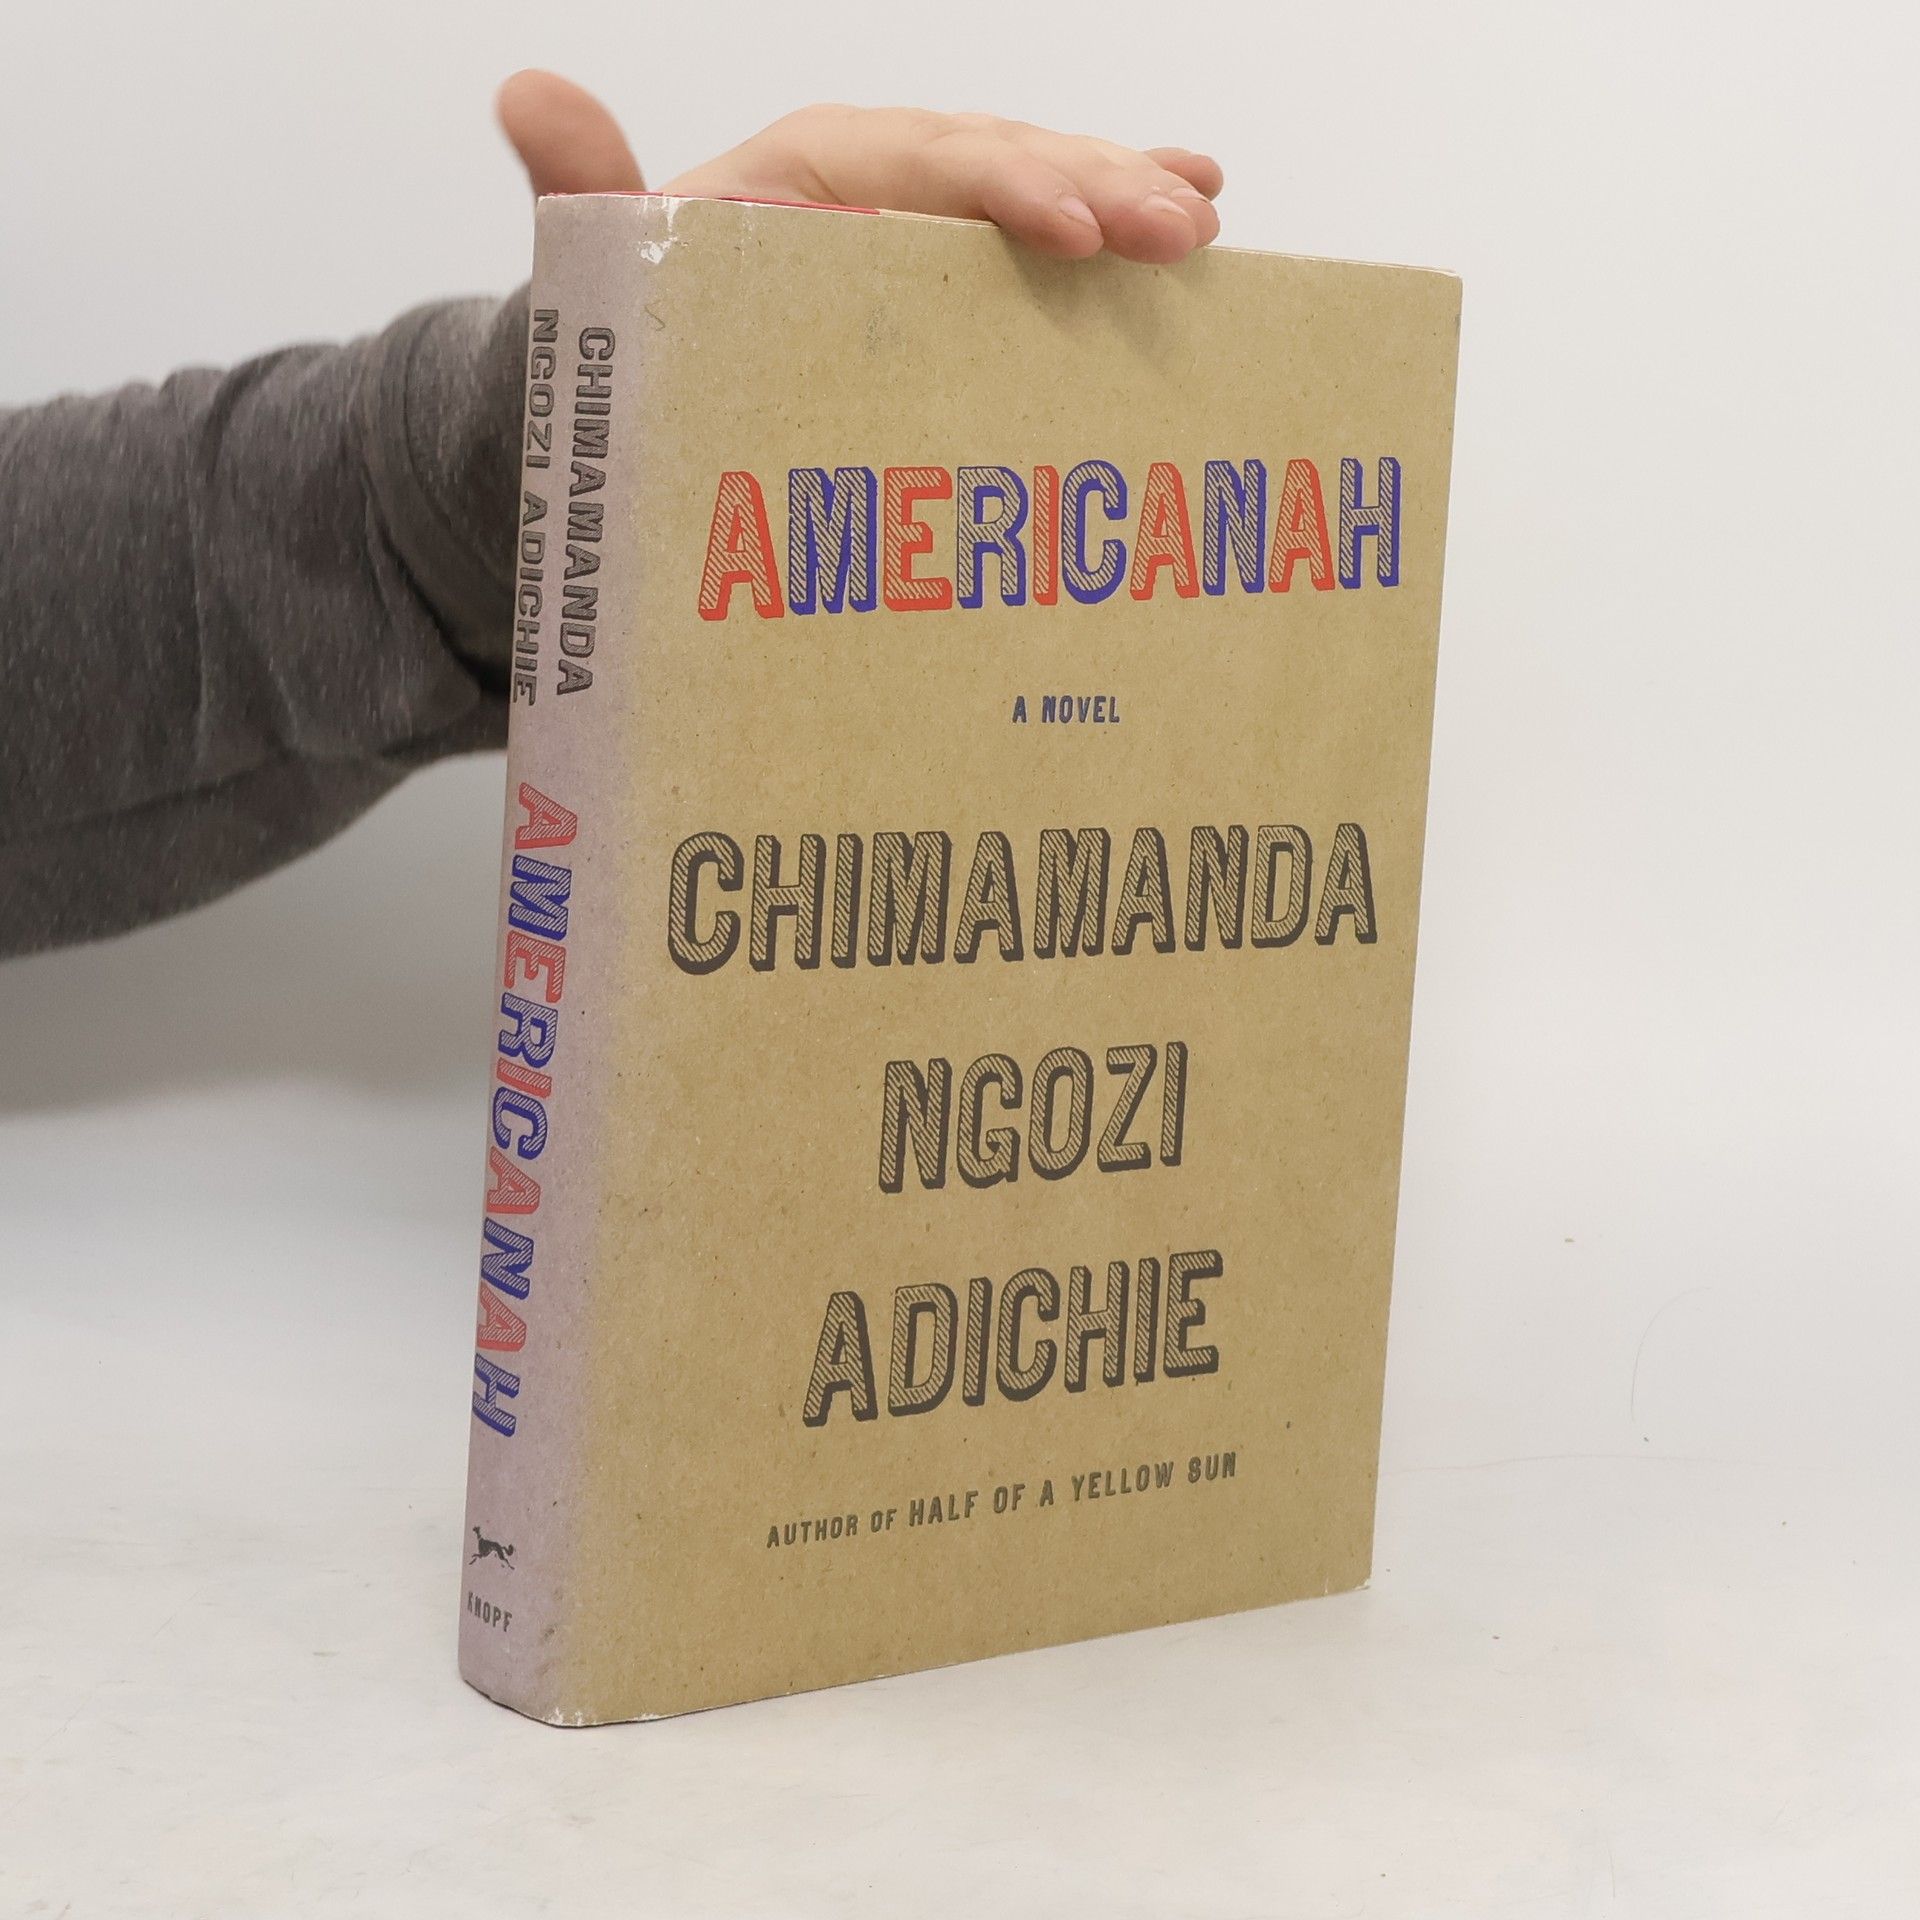 CHIMAMANDA
NGOZI ADICHIE
AMERICANAH
KNOPF
AMERICANAH
A NOVEL
CHIMAMANDA
NGOZI
ADICHIE
AUTHOR OF HALF OF A YELLOW SUN